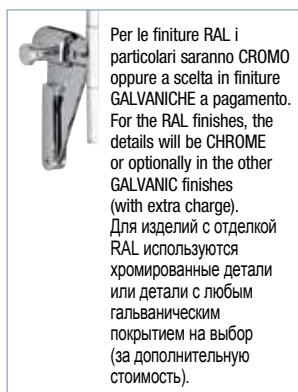 Per le finiture RAL i
particolari saranno CROMO
oppure a scelta in finiture
GALVANICHE a pagamento.
For the RAL finishes, the
details will be CHROME
or optionally in the other
GALVANIC finishes
(with extra charge).
Для изделий с отделкой
RAL используются
хромированные детали
или детали с любым
гальваническим
покрытием на выбор
(за дополнительную
стоимость).